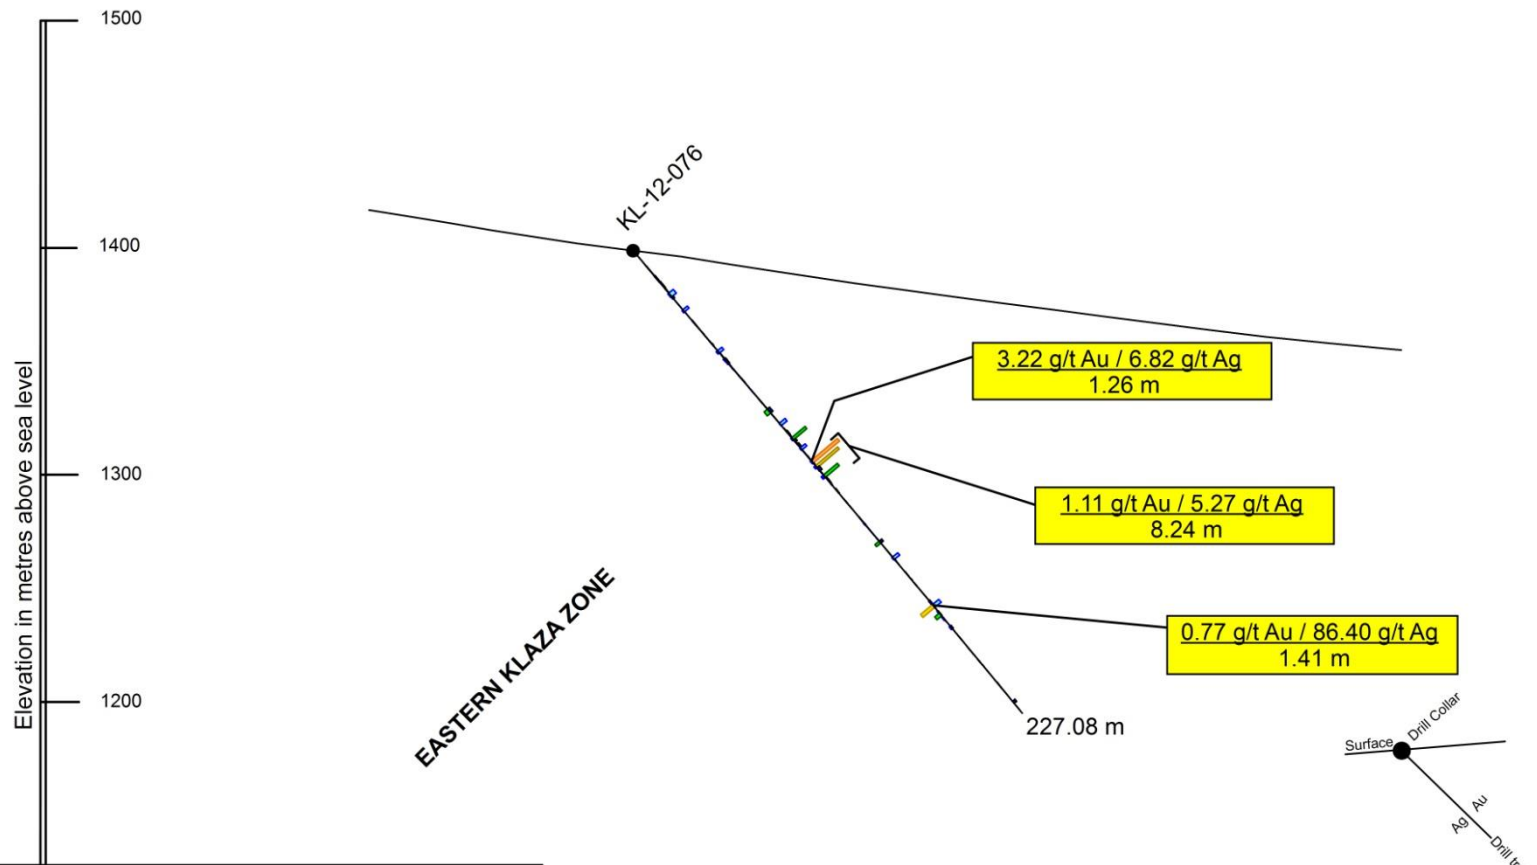 1500
KL-12-076
1400
3.22 g/t Au / 6.82 g/t Ag
1.26 m
Elevation in metres above sea level
1300
1.11 g/t Au / 5.27 g/t Ag
8.24 m
EASTERN KLAZA ZONE
0.77 g/t Au / 86.40 g/t Ag
1.41 m
1200
227.08 m
Surface
Drill Collar
Au
Ag
Drill